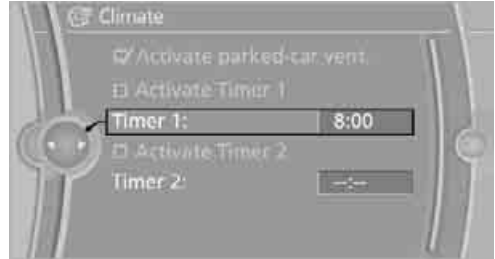 Climate
Activate parked-car vent.
Activate Timer 1
Timer 1: 8:00
Activate Timer 2
Timer 2: --:--